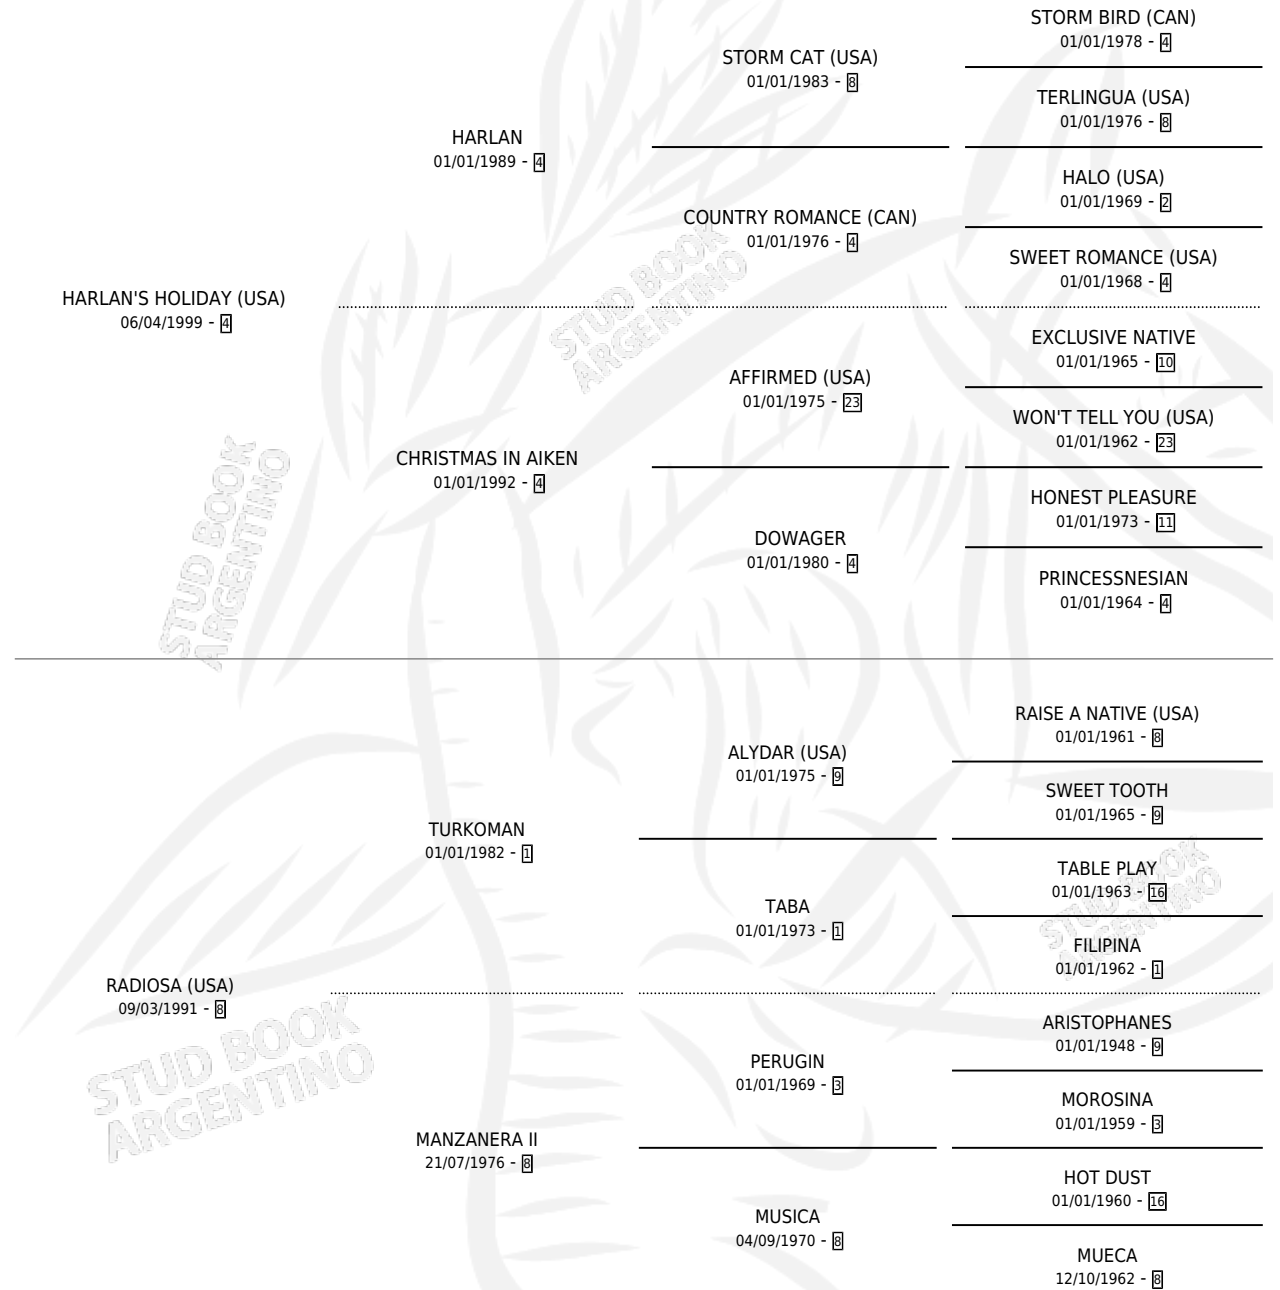 STORM BIRD (CAN)
01/01/1978 - 4
STORM CAT (USA)
01/01/1983 - 8
TERLINGUA (USA)
01/01/1976 - 8
HARLAN
01/01/1989 - 4
HALO (USA)
01/01/1969 - 2
COUNTRY ROMANCE (CAN)
01/01/1976 - 4
SWEET ROMANCE (USA)
01/01/1968 - 4
HARLAN'S HOLIDAY (USA)
06/04/1999 - 4
EXCLUSIVE NATIVE
01/01/1965 - 10
AFFIRMED (USA)
01/01/1975 - 23
WON'T TELL YOU (USA)
01/01/1962 - 23
CHRISTMAS IN AIKEN
01/01/1992 - 4
HONEST PLEASURE
01/01/1973 - 11
DOWAGER
01/01/1980 - 4
PRINCESSNESIAN
01/01/1964 - 4
STUD BOOK
ARGENTINO
STUD BOOK
ARGENTINO
RAISE A NATIVE (USA)
01/01/1961 - 8
ALYDAR (USA)
01/01/1975 - 9
SWEET TOOTH
01/01/1965 - 9
TURKOMAN
01/01/1982 - 1
TABLE PLAY
01/01/1963 - 16
TABA
01/01/1973 - 1
FILIPINA
01/01/1962 - 1
STUD BOOK
ARGENTINO
RADIOSA (USA)
09/03/1991 - 8
ARISTOPHANES
01/01/1948 - 9
PERUGIN
01/01/1969 - 3
MOROSINA
01/01/1959 - 3
MANZANERA II
21/07/1976 - 8
HOT DUST
01/01/1960 - 16
MUSICA
04/09/1970 - 8
MUECA
12/10/1962 - 8
STUD BOOK
ARGENTINO